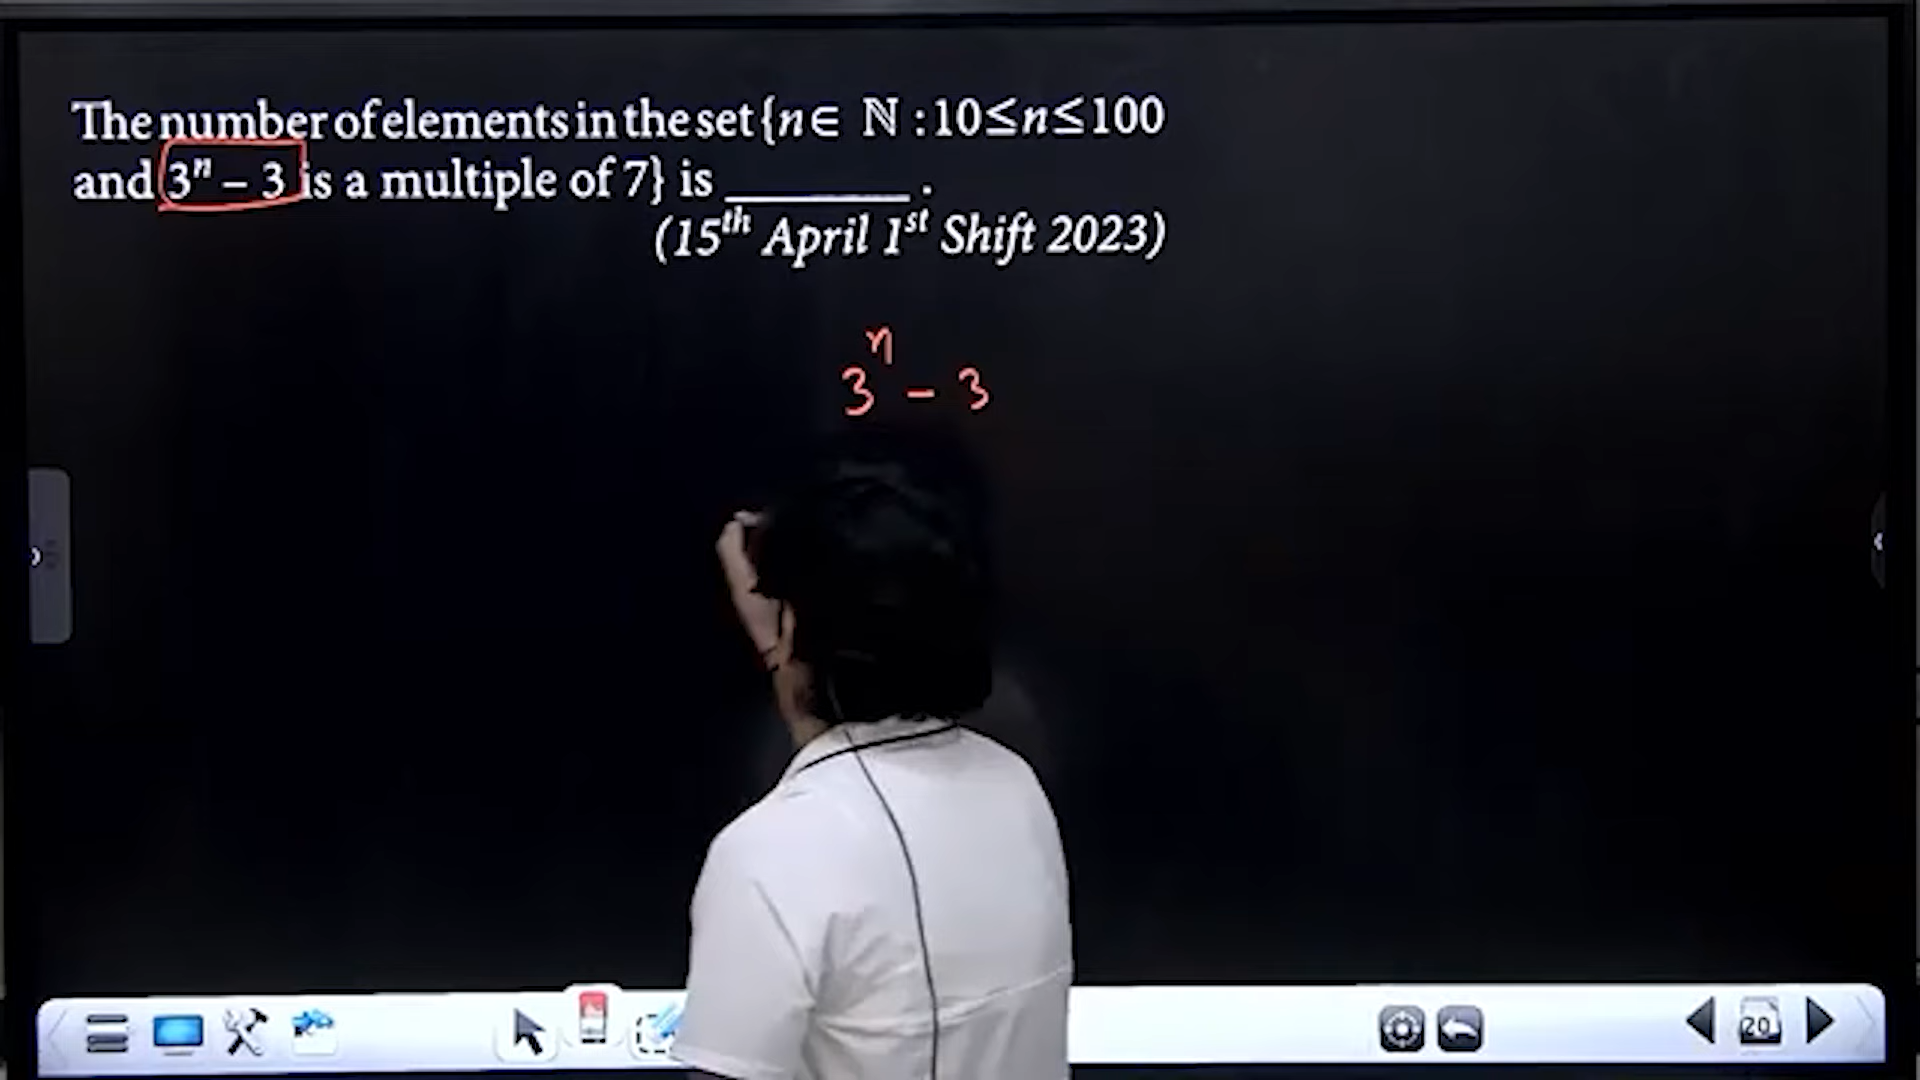 The number of elements in the set {n ∈ ℕ : 10 ≤ n ≤ 100
and 3ⁿ – 3 is a multiple of 7} is ________ .
(15ᵗʰ April 1ˢᵗ Shift 2023)
3ⁿ – 3
20